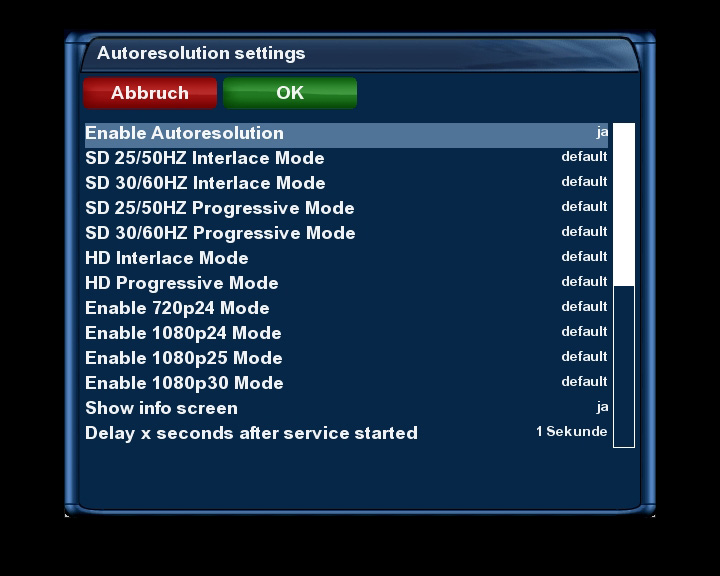 Autoresolution settings
Abbruch OK
Enable Autoresolution ja
SD 25/50HZ Interlace Mode default
SD 30/60HZ Interlace Mode default
SD 25/50HZ Progressive Mode default
SD 30/60HZ Progressive Mode default
HD Interlace Mode default
HD Progressive Mode default
Enable 720p24 Mode default
Enable 1080p24 Mode default
Enable 1080p25 Mode default
Enable 1080p30 Mode default
Show info screen ja
Delay x seconds after service started 1 Sekunde